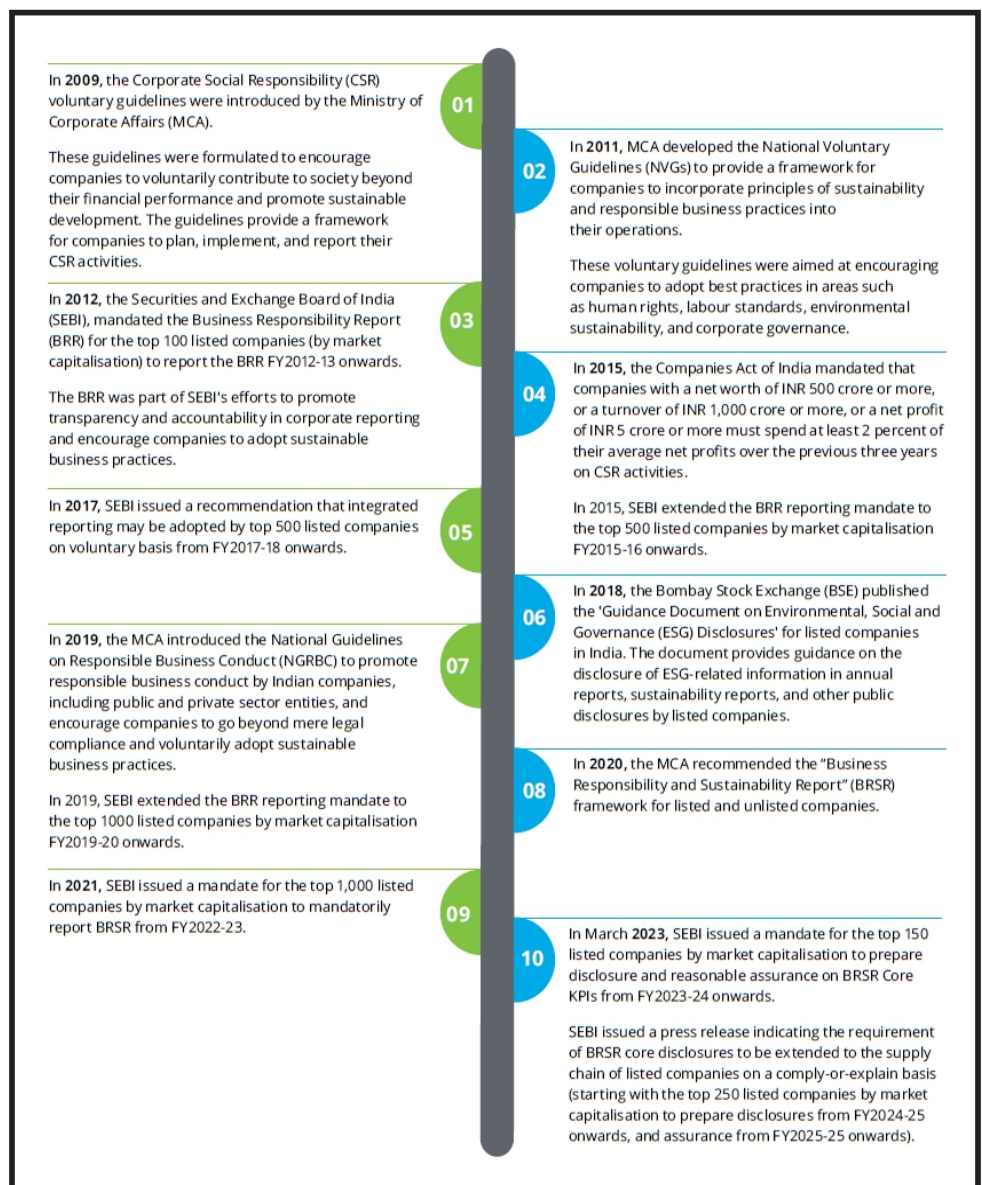 01
In 2009, the Corporate Social Responsibility (CSR)
voluntary guidelines were introduced by the Ministry of
Corporate Affairs (MCA).
These guidelines were formulated to encourage
companies to voluntarily contribute to society beyond
their financial performance and promote sustainable
development. The guidelines provide a framework
for companies to plan, implement, and report their
CSR activities.
02
In 2011, MCA developed the National Voluntary
Guidelines (NVGs) to provide a framework for
companies to incorporate principles of sustainability
and responsible business practices into
their operations.
These voluntary guidelines were aimed at encouraging
companies to adopt best practices in areas such
as human rights, labour standards, environmental
sustainability, and corporate governance.
03
In 2012, the Securities and Exchange Board of India
(SEBI), mandated the Business Responsibility Report
(BRR) for the top 100 listed companies (by market
capitalisation) to report the BRR FY2012-13 onwards.
The BRR was part of SEBI's efforts to promote
transparency and accountability in corporate reporting
and encourage companies to adopt sustainable
business practices.
04
In 2015, the Companies Act of India mandated that
companies with a net worth of INR 500 crore or more,
or a turnover of INR 1,000 crore or more, or a net profit
of INR 5 crore or more must spend at least 2 percent of
their average net profits over the previous three years
on CSR activities.
In 2015, SEBI extended the BRR reporting mandate to
the top 500 listed companies by market capitalisation
FY2015-16 onwards.
05
In 2017, SEBI issued a recommendation that integrated
reporting may be adopted by top 500 listed companies
on voluntary basis from FY2017-18 onwards.
06
In 2018, the Bombay Stock Exchange (BSE) published
the 'Guidance Document on Environmental, Social and
Governance (ESG) Disclosures' for listed companies
in India. The document provides guidance on the
disclosure of ESG-related information in annual
reports, sustainability reports, and other public
disclosures by listed companies.
07
In 2019, the MCA introduced the National Guidelines
on Responsible Business Conduct (NGRBC) to promote
responsible business conduct by Indian companies,
including public and private sector entities, and
encourage companies to go beyond mere legal
compliance and voluntarily adopt sustainable
business practices.
In 2019, SEBI extended the BRR reporting mandate to
the top 1000 listed companies by market capitalisation
FY2019-20 onwards.
08
In 2020, the MCA recommended the “Business
Responsibility and Sustainability Report” (BRSR)
framework for listed and unlisted companies.
09
In 2021, SEBI issued a mandate for the top 1,000 listed
companies by market capitalisation to mandatorily
report BRSR from FY2022-23.
10
In March 2023, SEBI issued a mandate for the top 150
listed companies by market capitalisation to prepare
disclosure and reasonable assurance on BRSR Core
KPIs from FY2023-24 onwards.
SEBI issued a press release indicating the requirement
of BRSR core disclosures to be extended to the supply
chain of listed companies on a comply-or-explain basis
(starting with the top 250 listed companies by market
capitalisation to prepare disclosures from FY2024-25
onwards, and assurance from FY2025-25 onwards).